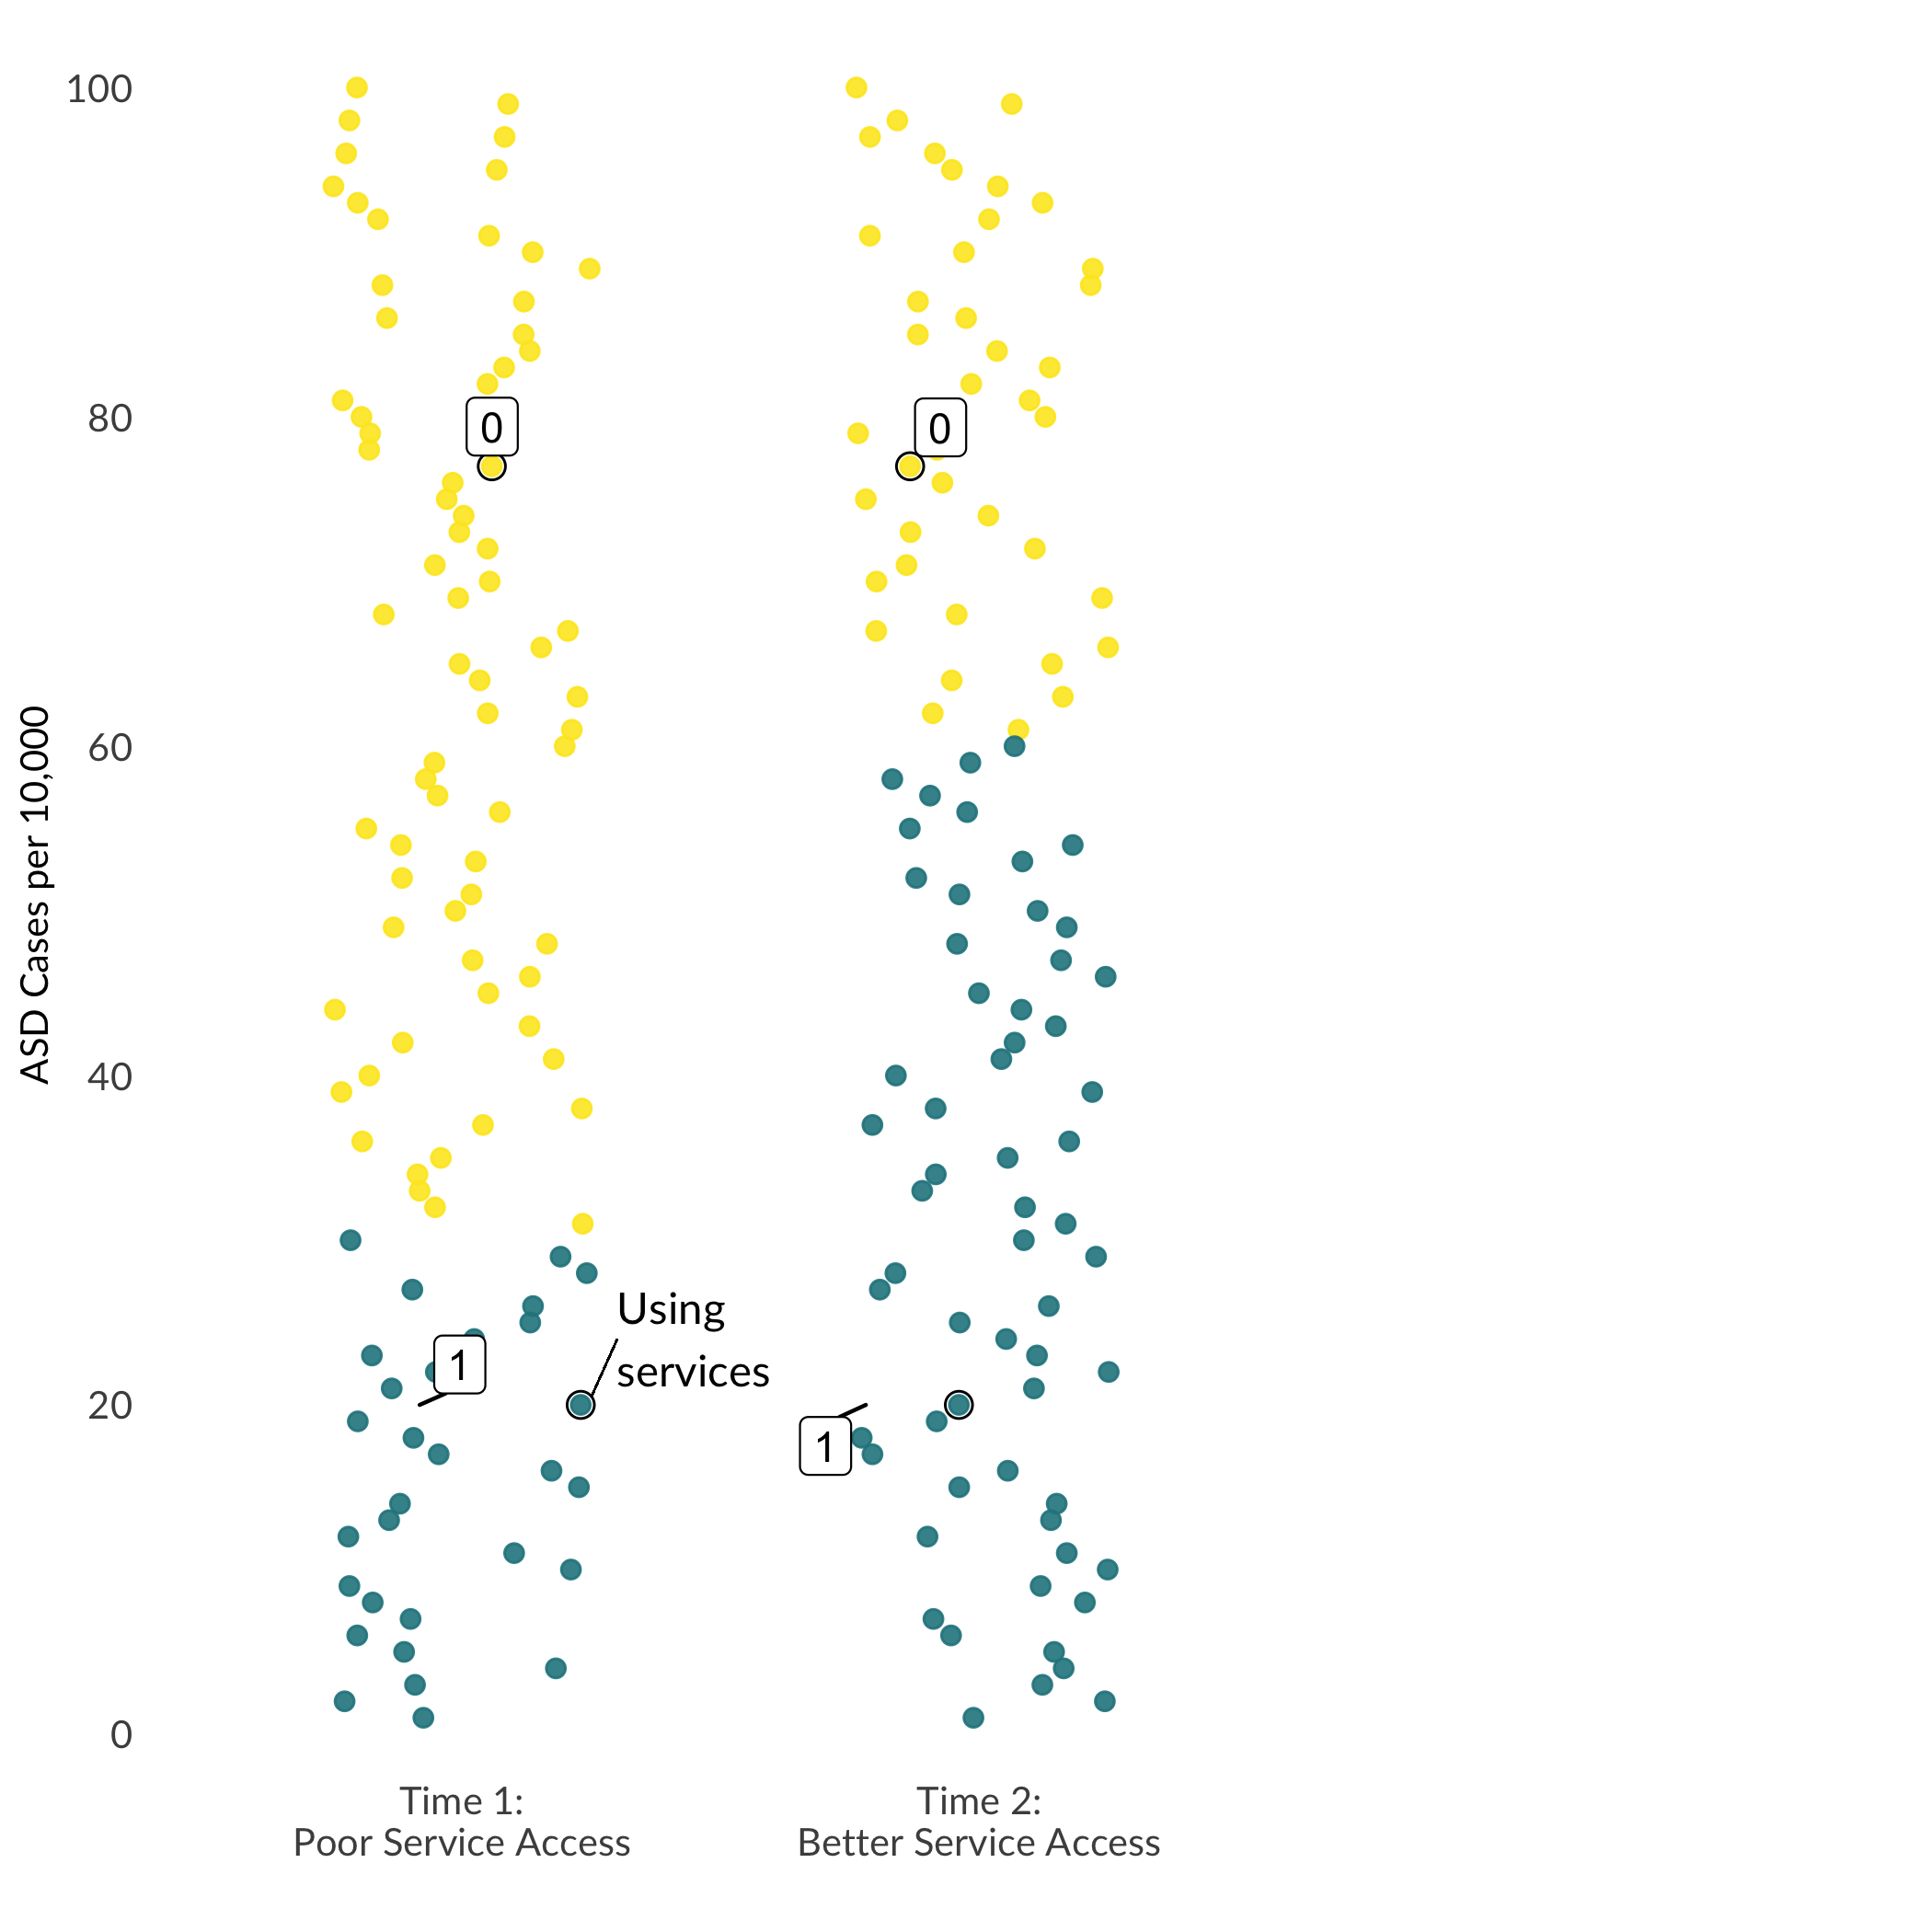 100
80
60
40
20
0
ASD Cases per 10,000
0
0
Using
services
1
1
Time 1:
Poor Service Access
Time 2:
Better Service Access